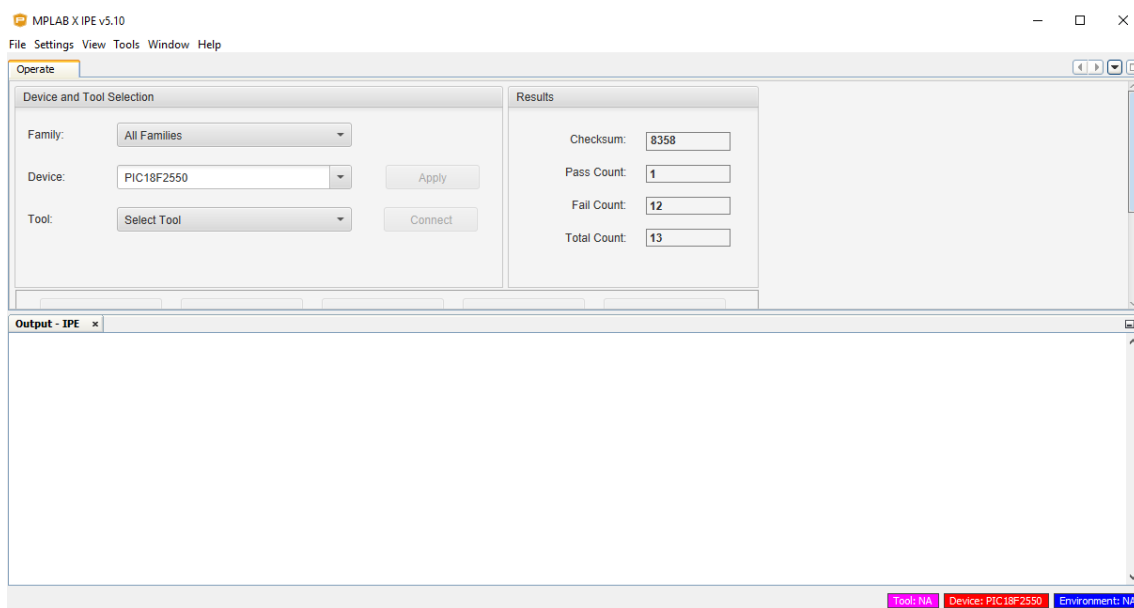 MPLAB X IPE v5.10
File Settings View Tools Window Help
Operate
Device and Tool Selection
Family: All Families
Device: PIC18F2550 Apply
Tool: Select Tool Connect
Results
Checksum: 8358
Pass Count: 1
Fail Count: 12
Total Count: 13
Output - IPE x
Tool: NA Device: PIC18F2550 Environment: NA